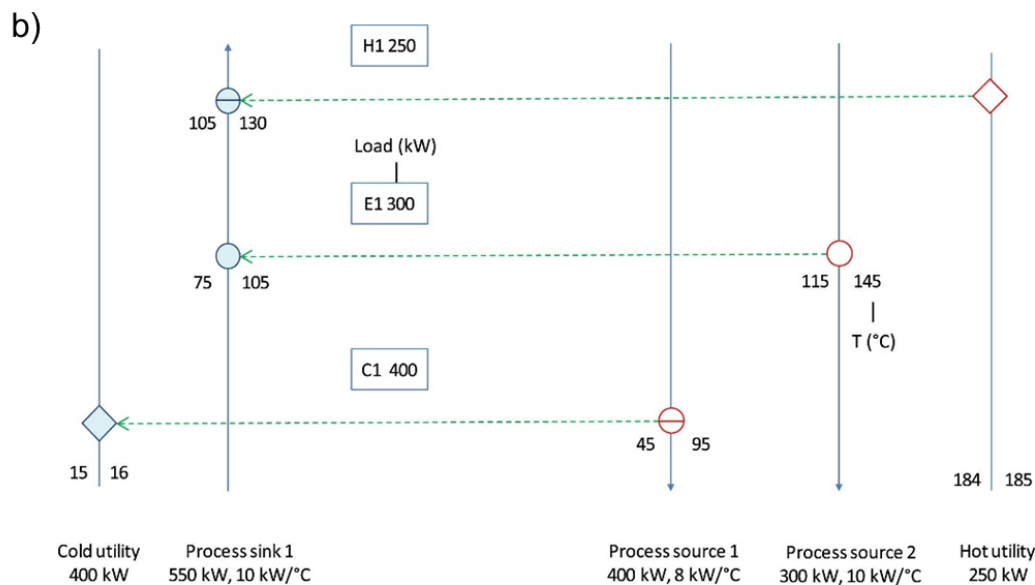 b)
H1 250
105 130
Load (kW)
E1 300
75 105
115 145
T (°C)
C1 400
45 95
15 16
184 185
Cold utility
400 kW
Process sink 1
550 kW, 10 kW/°C
Process source 1
400 kW, 8 kW/°C
Process source 2
300 kW, 10 kW/°C
Hot utility
250 kW